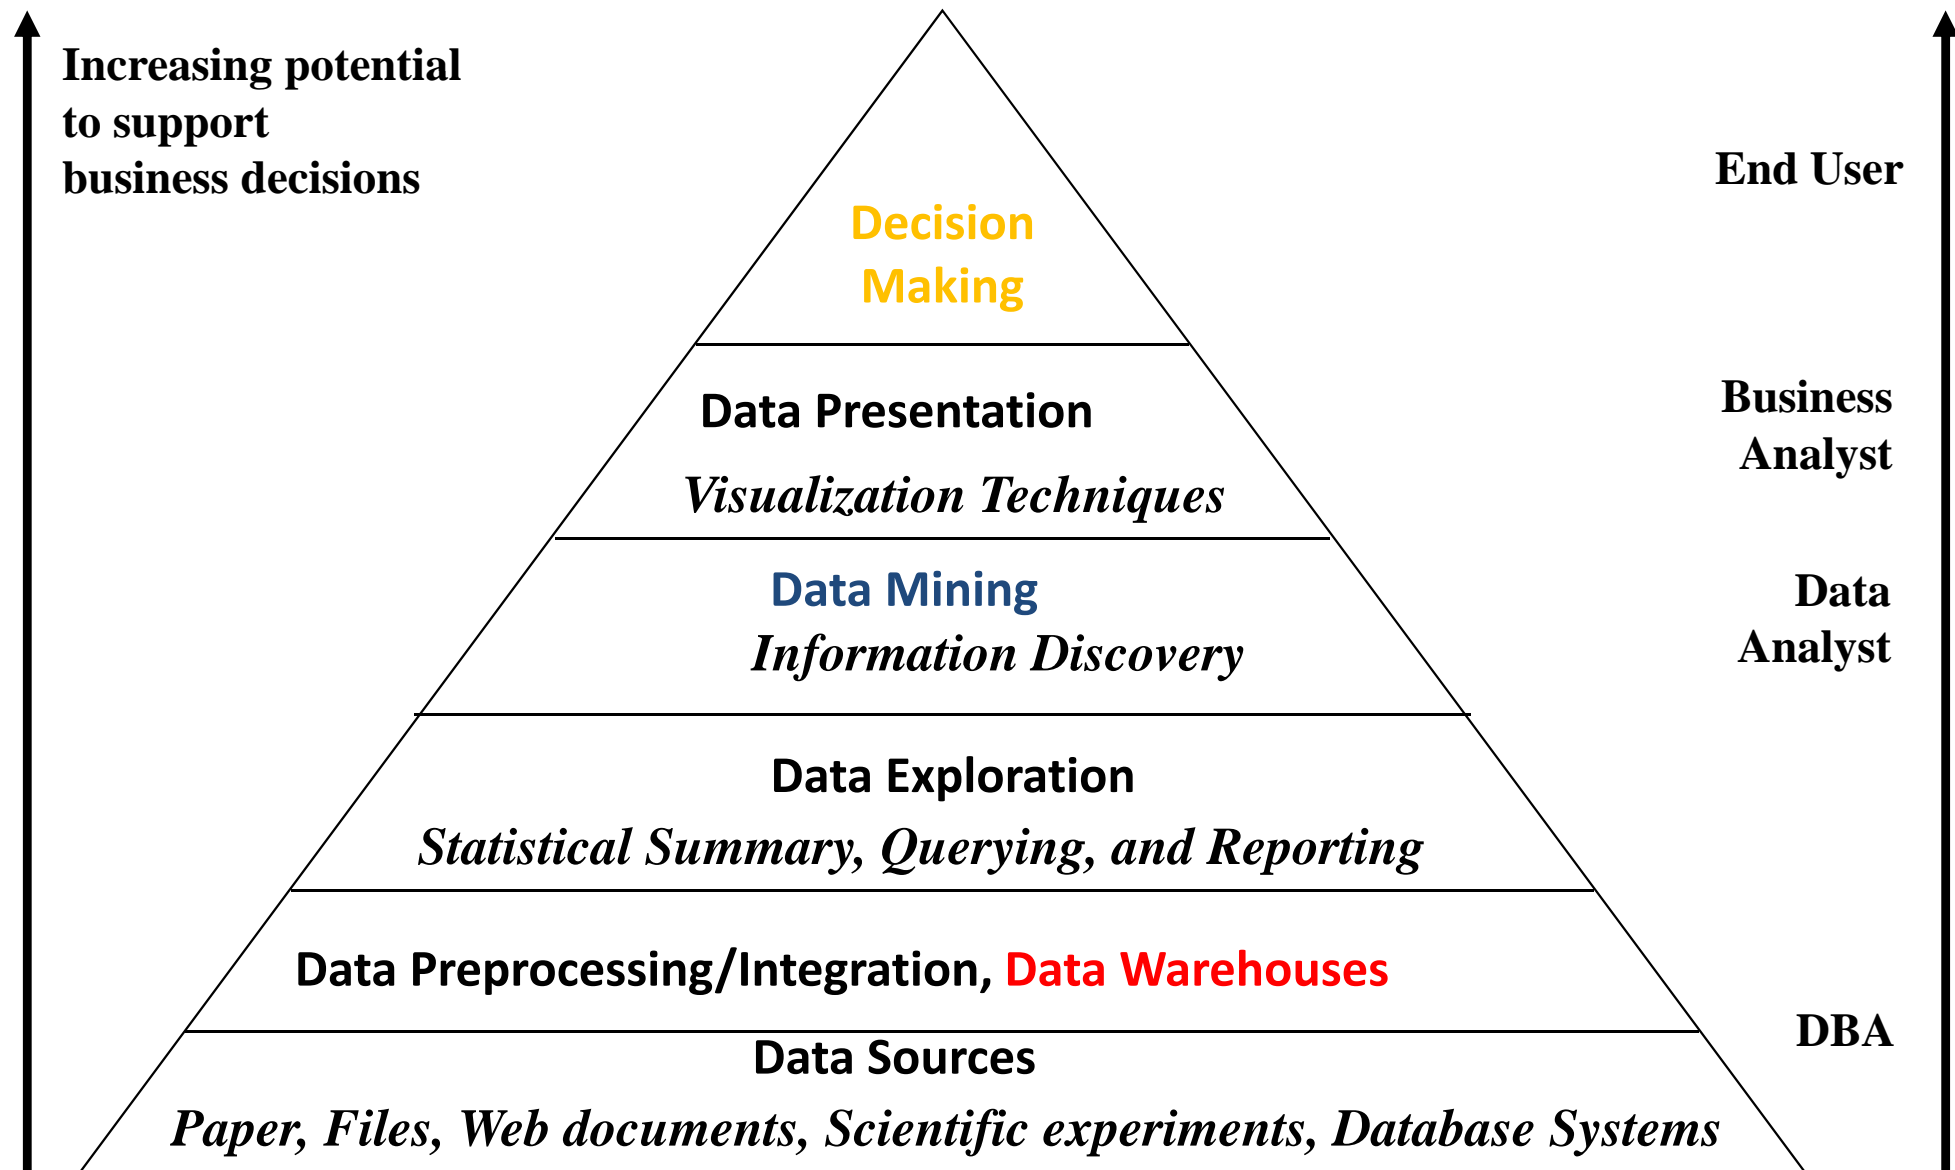 Increasing potential
to support
business decisions
End User
Decision
Making
Data Presentation
Visualization Techniques
Business
Analyst
Data Mining
Information Discovery
Data
Analyst
Data Exploration
Statistical Summary, Querying, and Reporting
Data Preprocessing/Integration, Data Warehouses
DBA
Data Sources
Paper, Files, Web documents, Scientific experiments, Database Systems